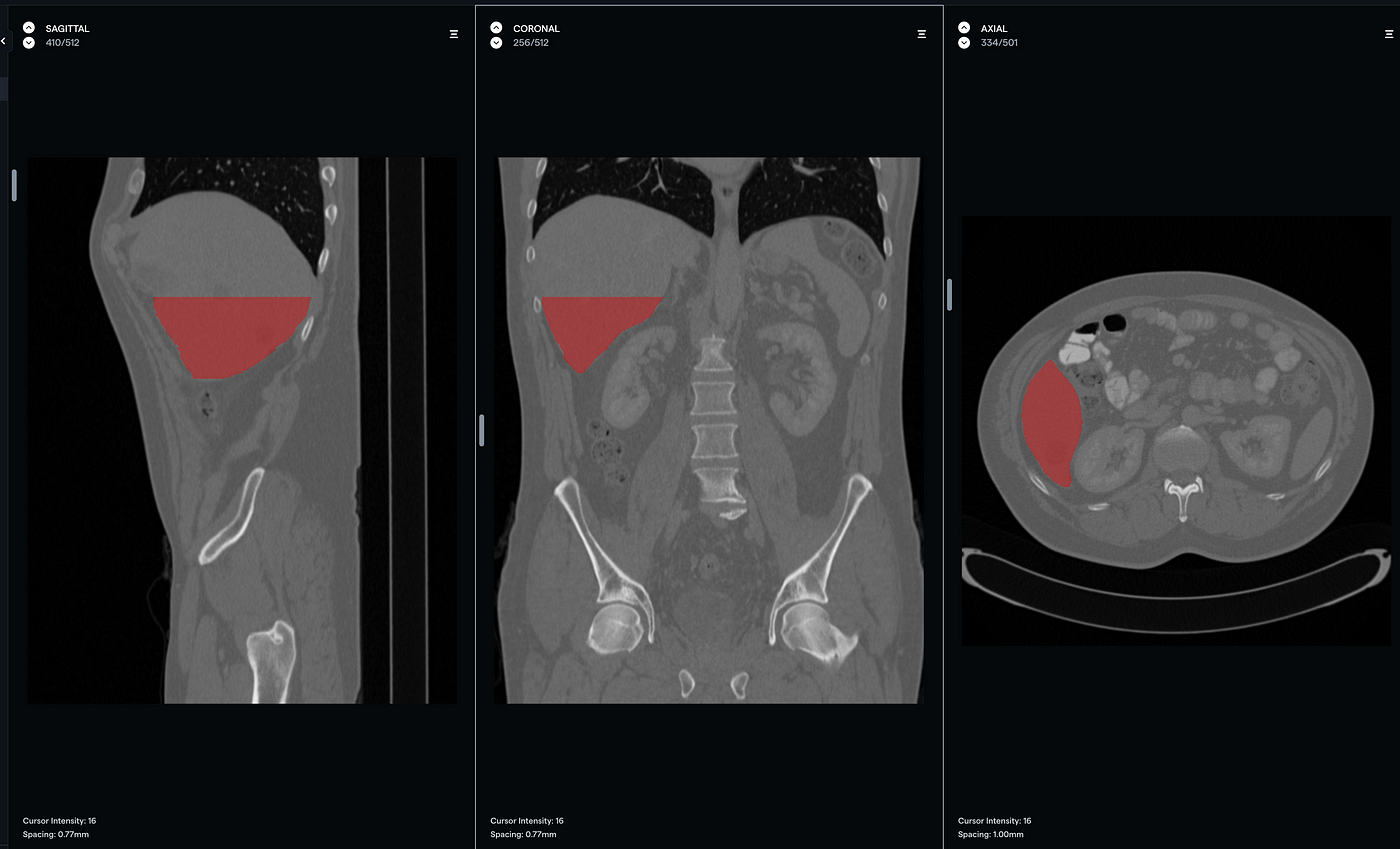 SAGITTAL
410/512
CORONAL
256/512
AXIAL
334/501
Cursor Intensity: 16
Spacing: 0.77mm
Cursor Intensity: 16
Spacing: 0.77mm
Cursor Intensity: 16
Spacing: 1.00mm